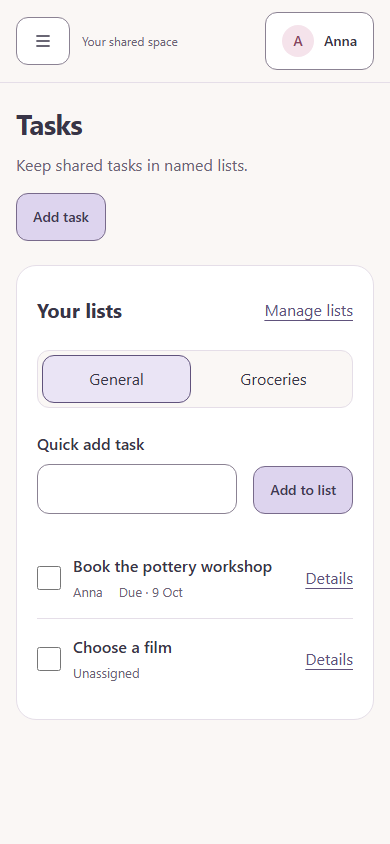 Your shared space
A Anna
Tasks
Keep shared tasks in named lists.
Add task
Your lists
Manage lists
General
Groceries
Quick add task
Add to list
Book the pottery workshop
Anna Due · 9 Oct
Details
Choose a film
Unassigned
Details